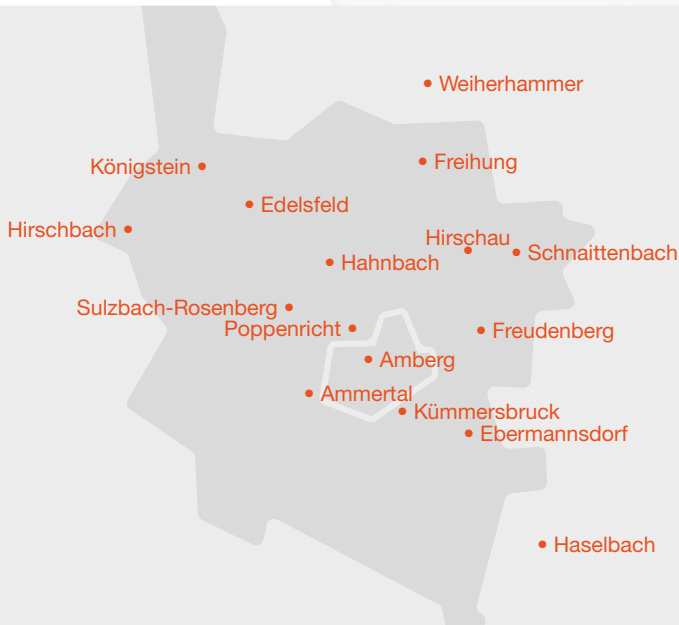 Weiherhammer
Königstein
Freihung
Edelsfeld
Hirschbach
Hirschau
Schnaittenbach
Hahnbach
Sulzbach-Rosenberg
Poppenricht
Freudenberg
Amberg
Ammertal
Kümmersbruck
Ebermannsdorf
Haselbach